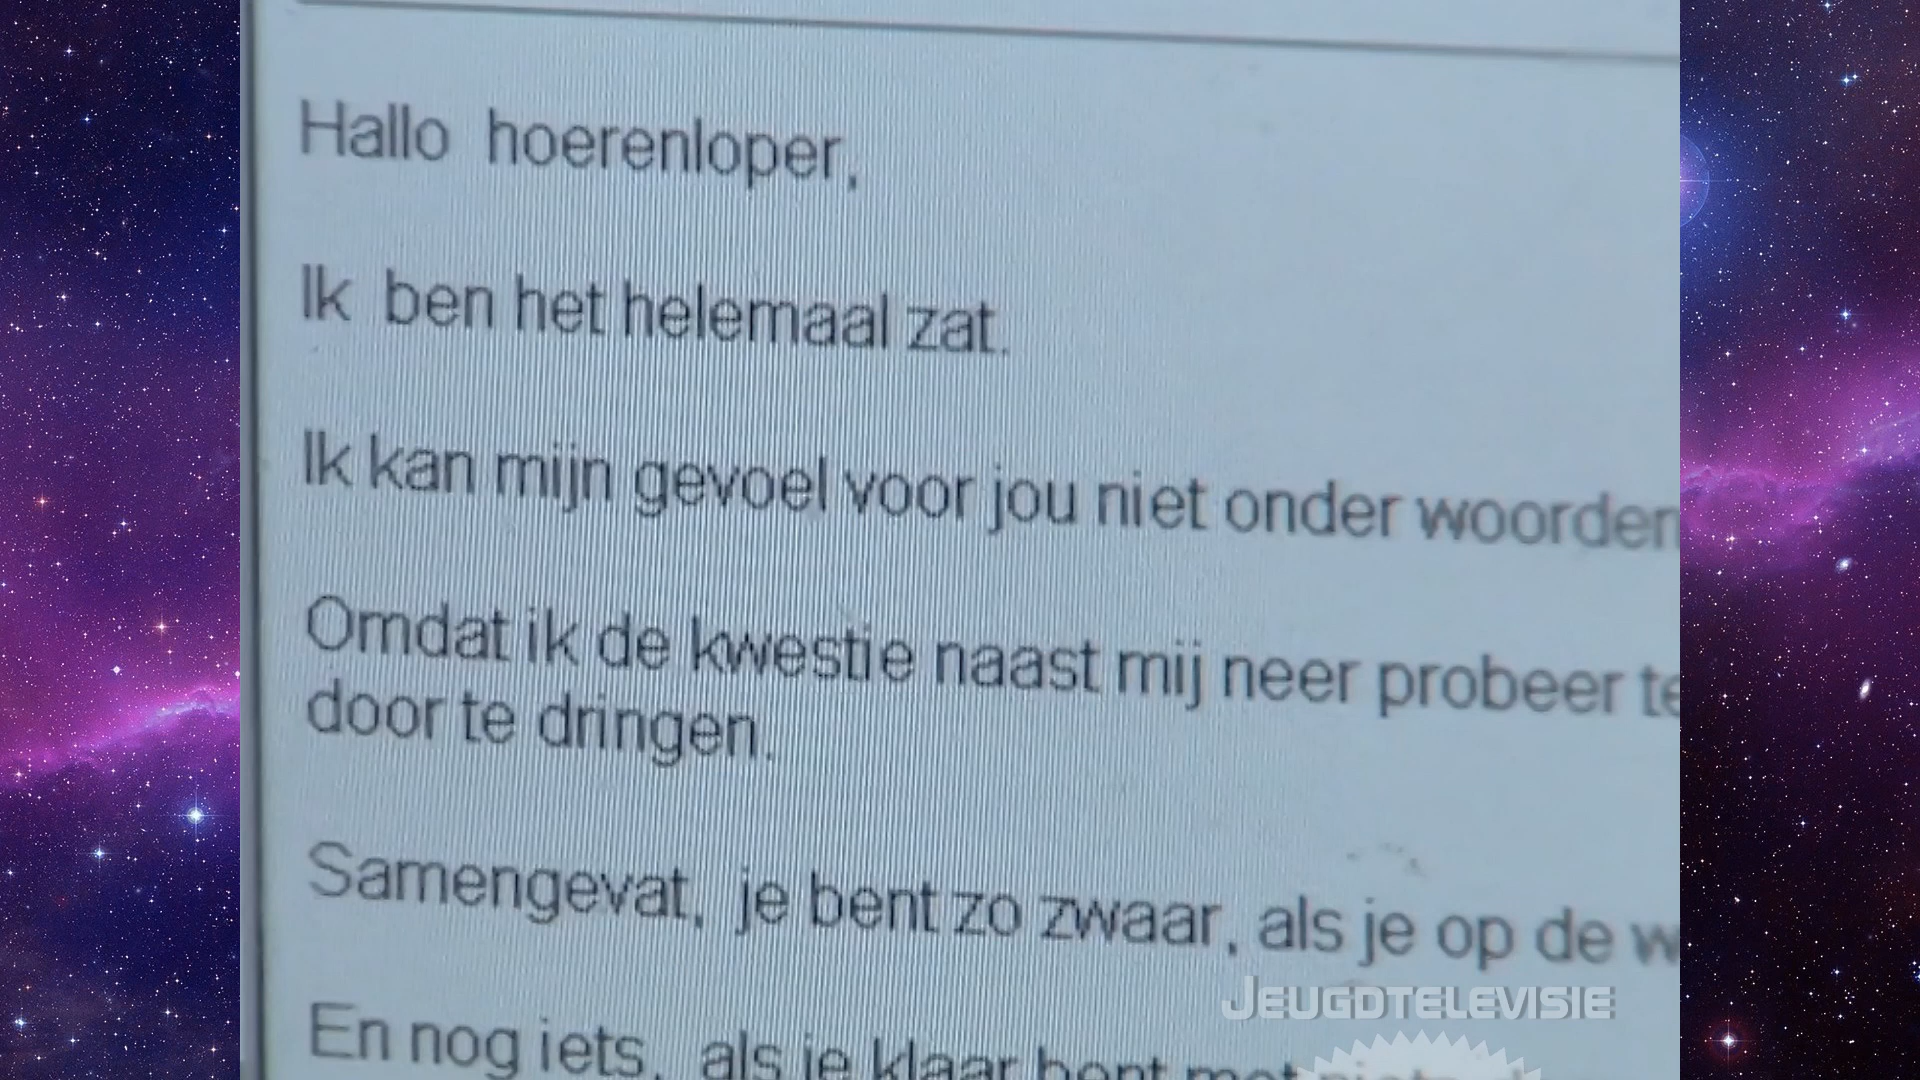 Hallo hoerenloper,
Ik ben het helemaal zat.
Ik kan mijn gevoel voor jou niet onder woorden
Omdat ik de kwestie naast mij neer probeer te
door te dringen.
Samengevat, je bent zo zwaar, als je op de
En nog iets, als je klaar bent met
JEUGDTELEVISIE